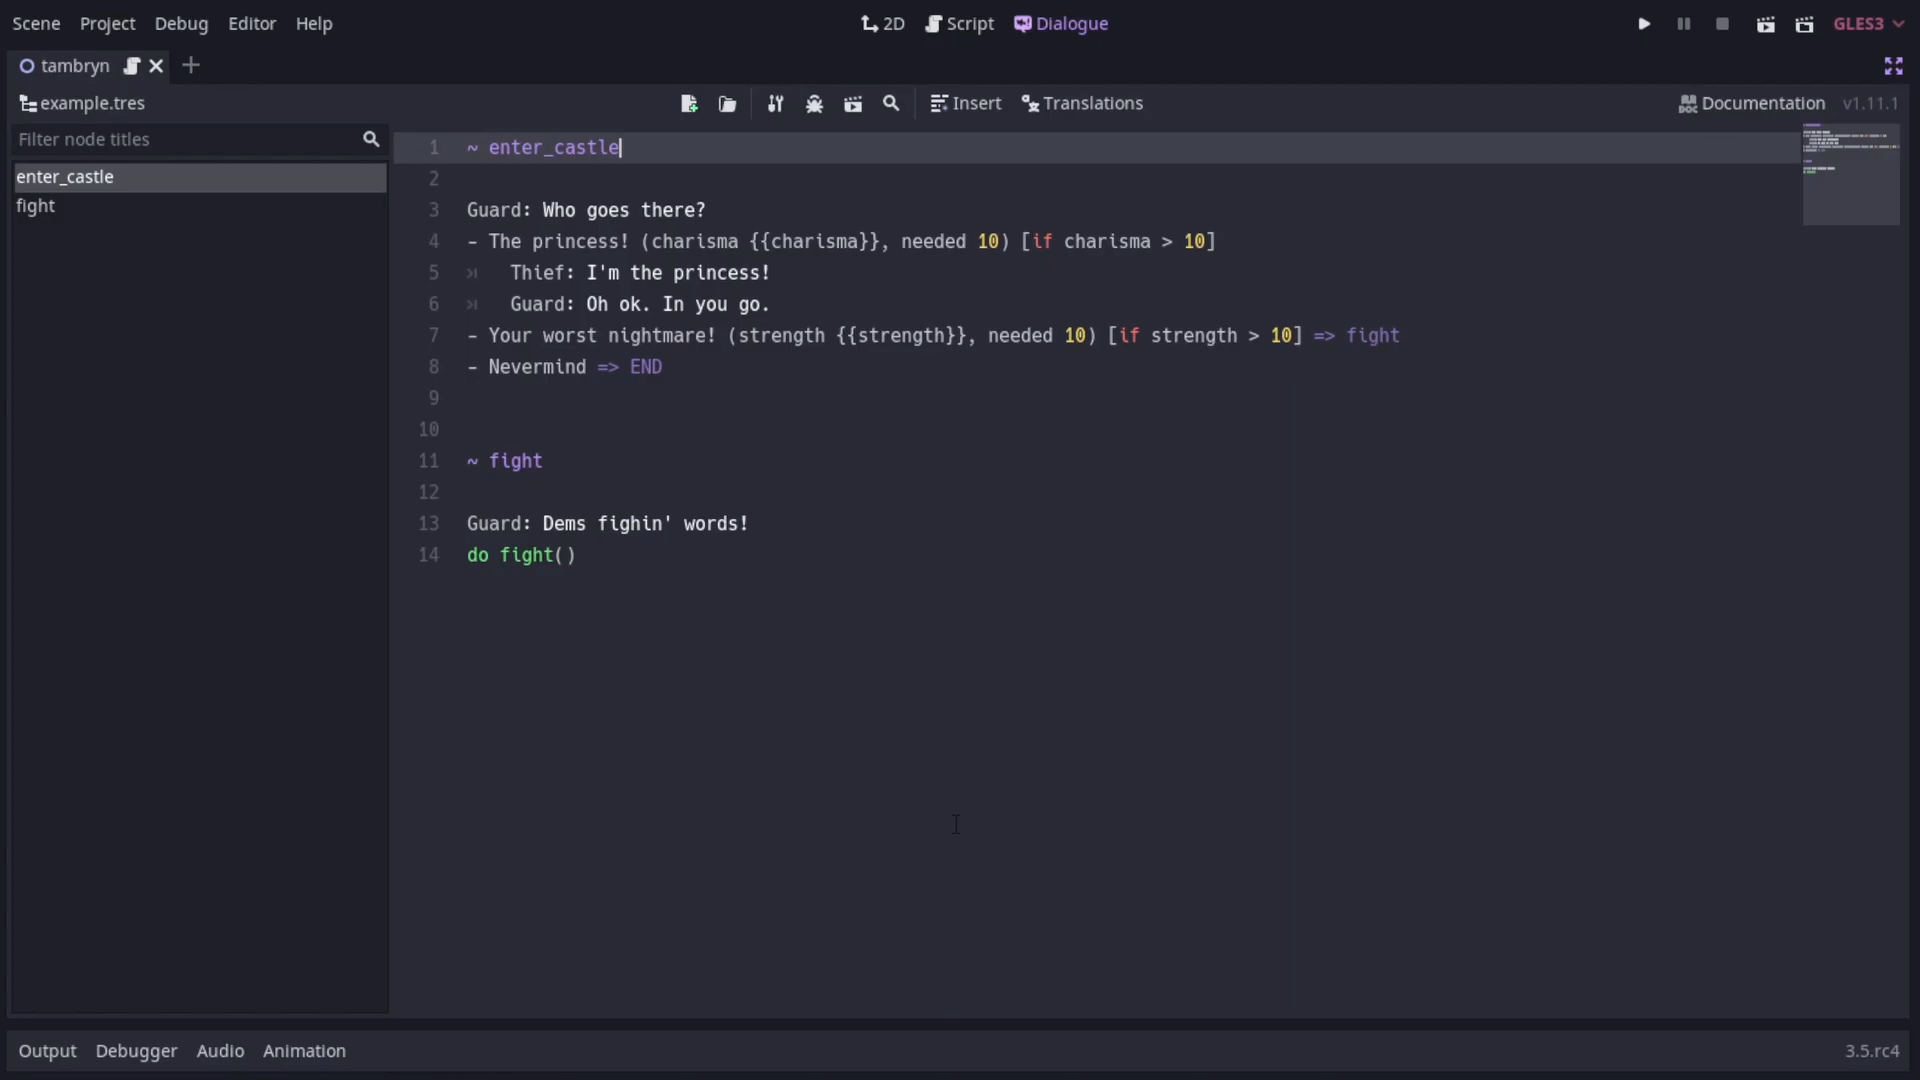 Scene Project Debug Editor Help 2D Script Dialogue GLES3
tambryn
example.tres Insert Translations Documentation v1.11.1
Filter node titles
enter_castle
fight
1 ~ enter_castle
2
3 Guard: Who goes there?
4 - The princess! (charisma {{charisma}}, needed 10) [if charisma > 10]
5 Thief: I'm the princess!
6 Guard: Oh ok. In you go.
7 - Your worst nightmare! (strength {{strength}}, needed 10) [if strength > 10] => fight
8 - Nevermind => END
9
10
11 ~ fight
12
13 Guard: Dems fighin' words!
14 do fight()
Output Debugger Audio Animation 3.5.rc4